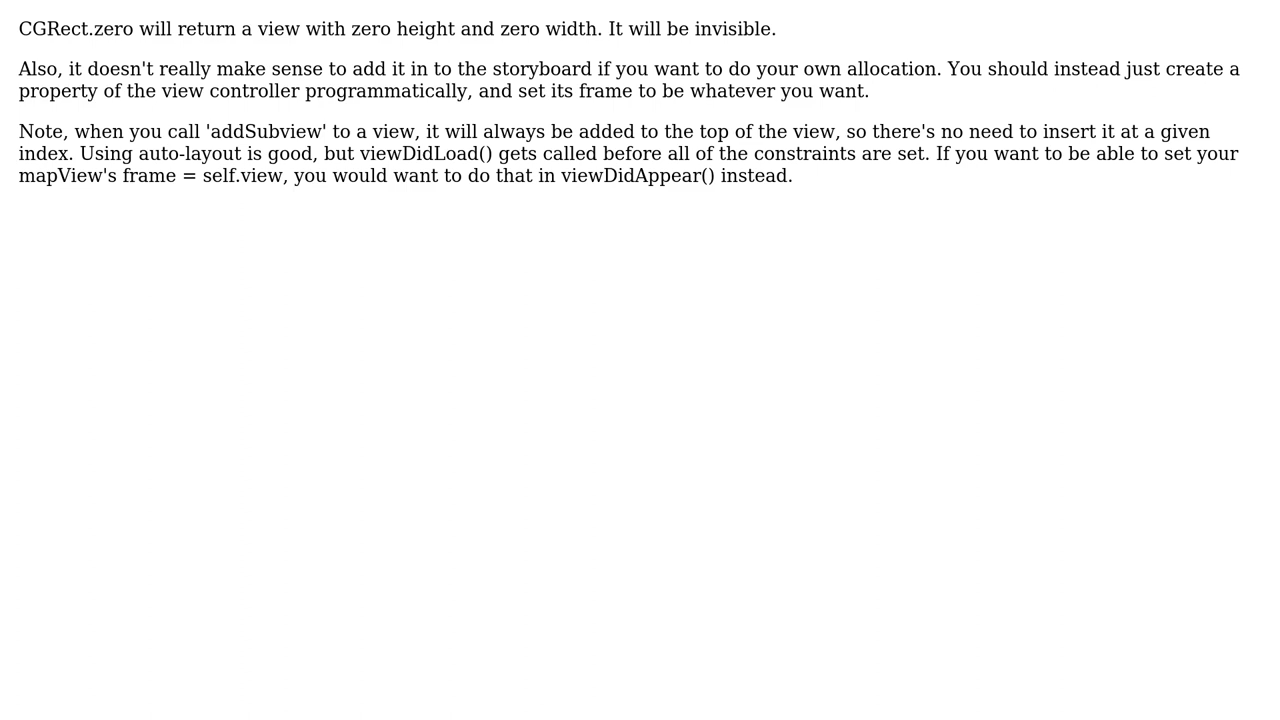 CGRect.zero will return a view with zero height and zero width. It will be invisible.
Also, it doesn't really make sense to add it in to the storyboard if you want to do your own allocation. You should instead just create a
property of the view controller programmatically, and set its frame to be whatever you want.
Note, when you call 'addSubview' to a view, it will always be added to the top of the view, so there's no need to insert it at a given
index. Using auto-layout is good, but viewDidLoad() gets called before all of the constraints are set. If you want to be able to set your
mapView's frame = self.view, you would want to do that in viewDidAppear() instead.